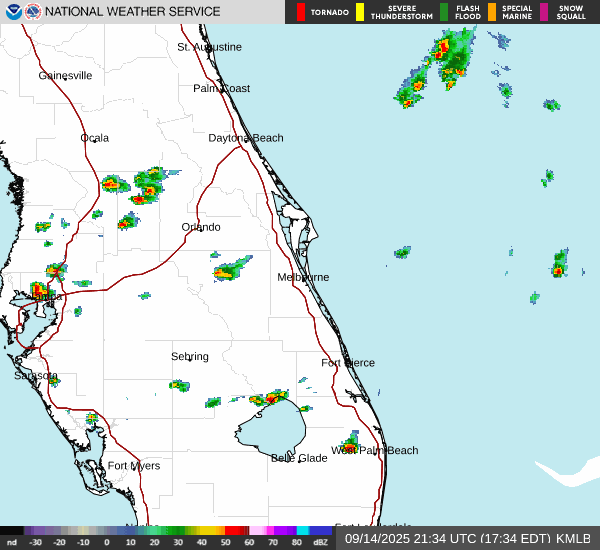 NATIONAL WEATHER SERVICE
TORNADO
SEVERE THUNDERSTORM
FLASH FLOOD
SPECIAL MARINE
SNOW SQUALL
St. Augustine
Gainesville
Palm Coast
Ocala
Daytona Beach
Orlando
Melbourne
Tampa
Sebring
Fort Pierce
Sarasota
West Palm Beach
Belle Glade
Fort Myers
nd -30 -20 -10 0 10 20 30 40 50 60 70 80 dBZ
09/14/2025 21:34 UTC (17:34 EDT) KMLB